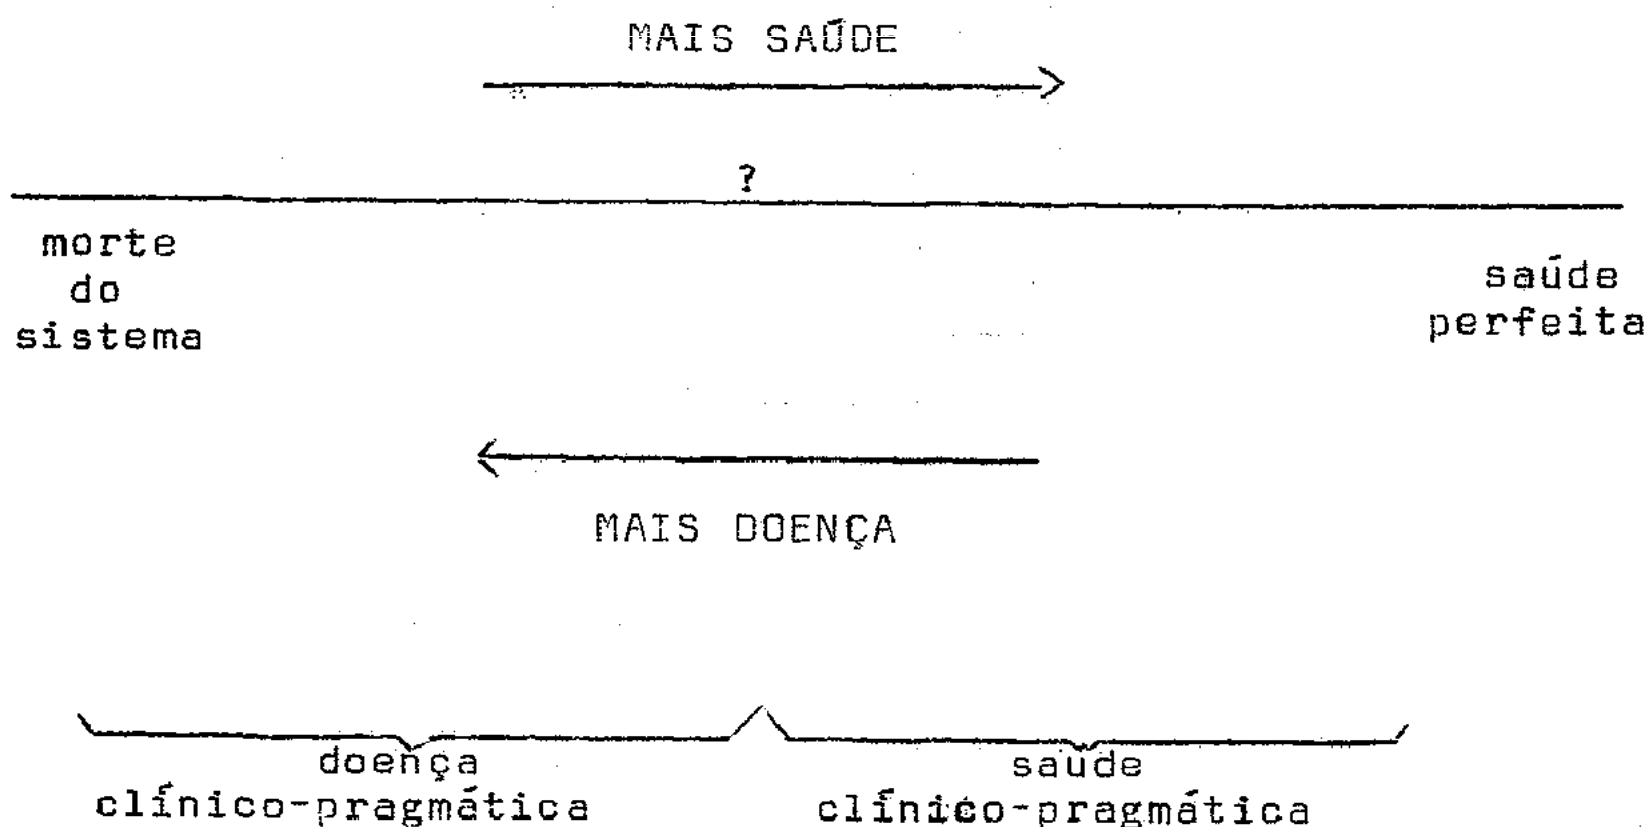 MAIS SAÚDE
?
morte
do
sistema
saúde
perfeita
MAIS DOENÇA
doença
clínico-pragmática
saúde
clínico-pragmática